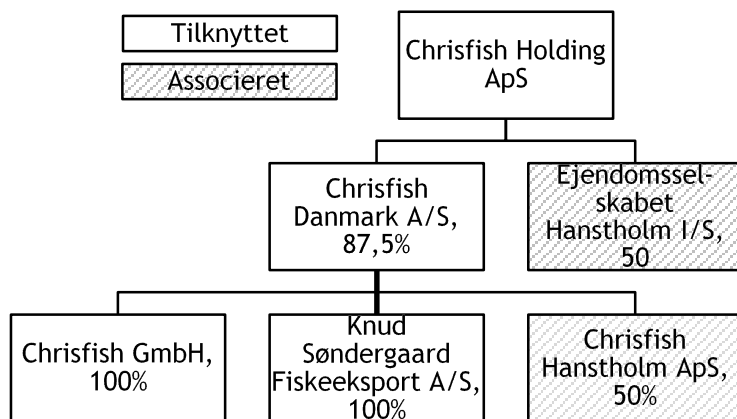 Tilknyttet
Associeret
Chrisfish Holding
ApS
Chrisfish
Danmark A/S,
87,5%
Ejendomssel-
skabet
Hanstholm I/S,
50
Chrisfish GmbH,
100%
Knud
Søndergaard
Fiskeeksport A/S,
100%
Chrisfish
Hanstholm ApS,
50%